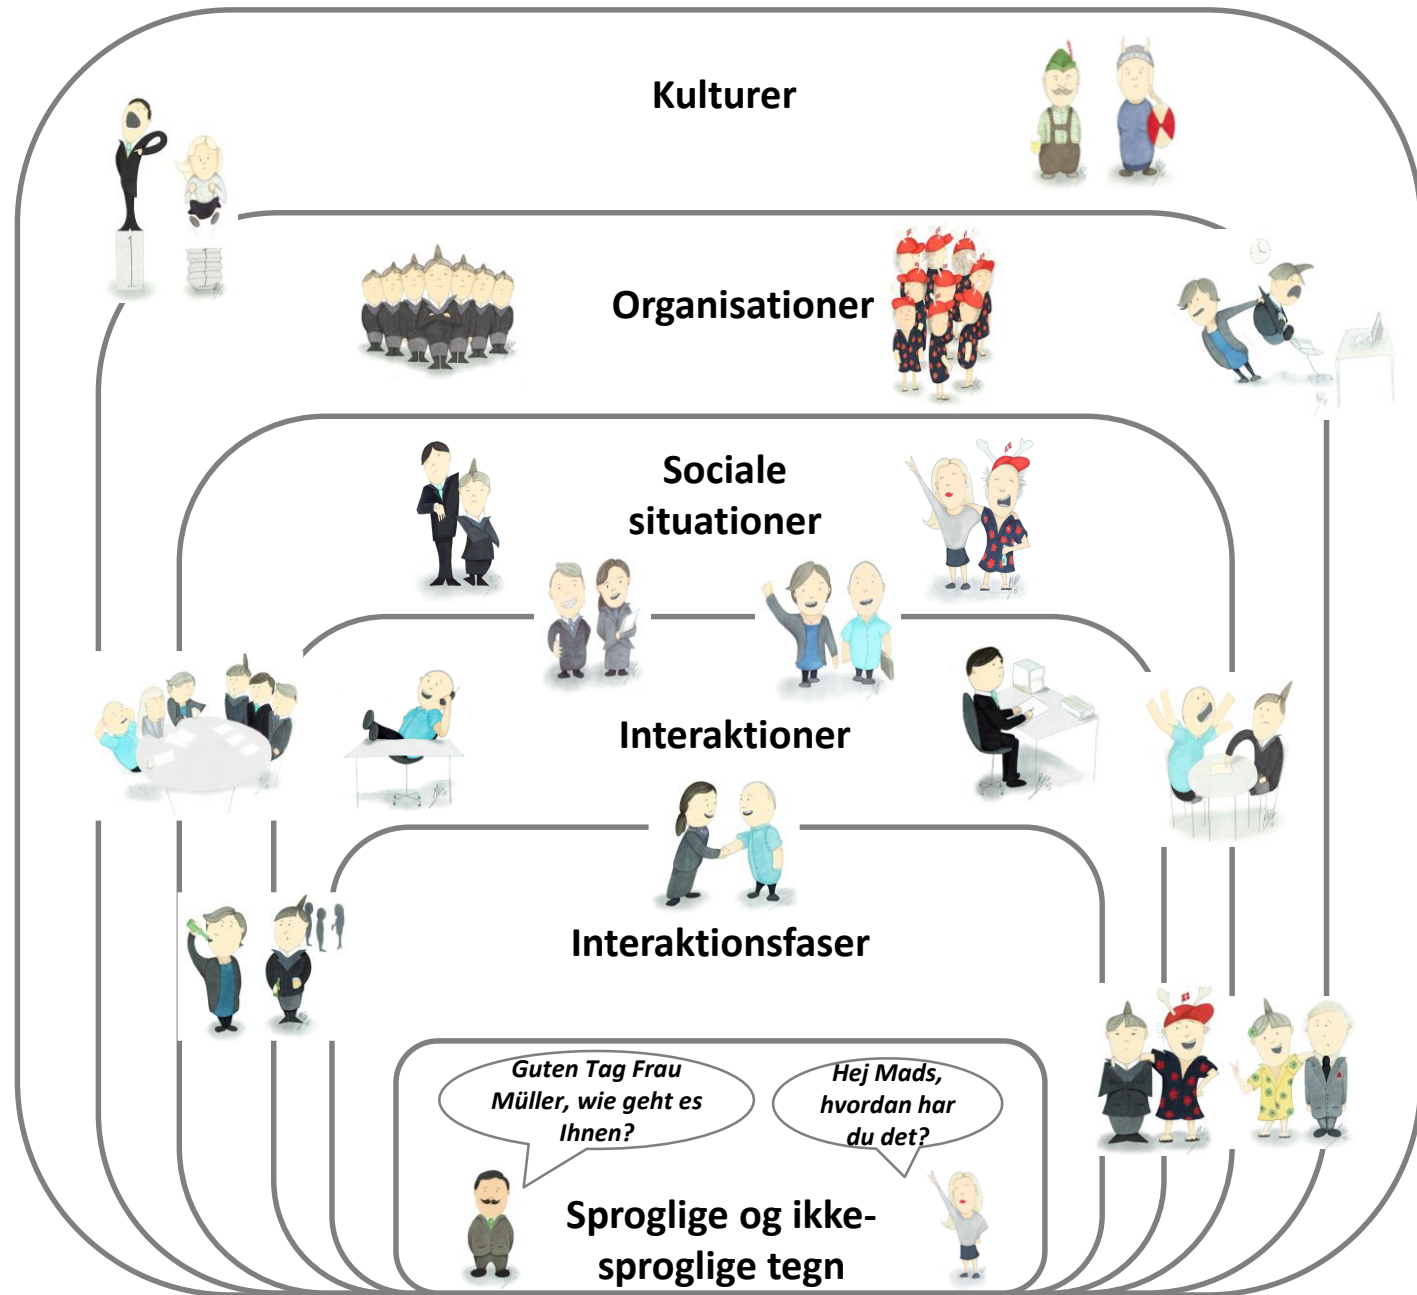 Kulturer
Organisationer
Sociale
situationer
Interaktioner
Interaktionsfaser
Guten Tag Frau
Müller, wie geht es
Ihnen?
Hej Mads,
hvordan har
du det?
Sproglige og ikke-
sproglige tegn